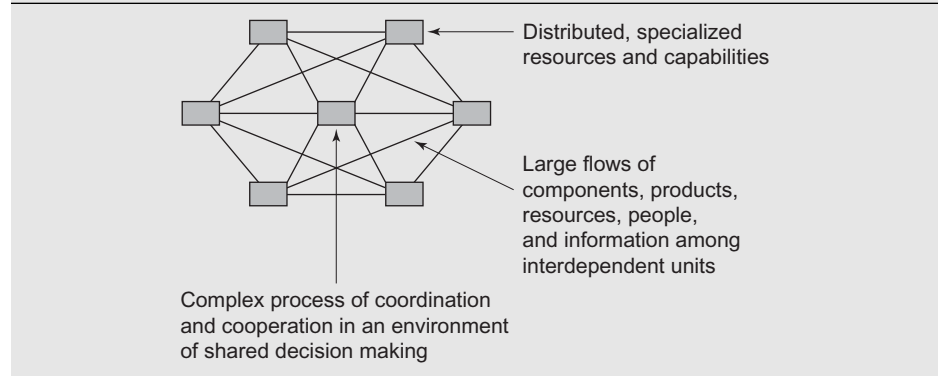 Distributed, specialized
resources and capabilities
Large flows of
components, products,
resources, people,
and information among
interdependent units
Complex process of coordination
and cooperation in an environment
of shared decision making